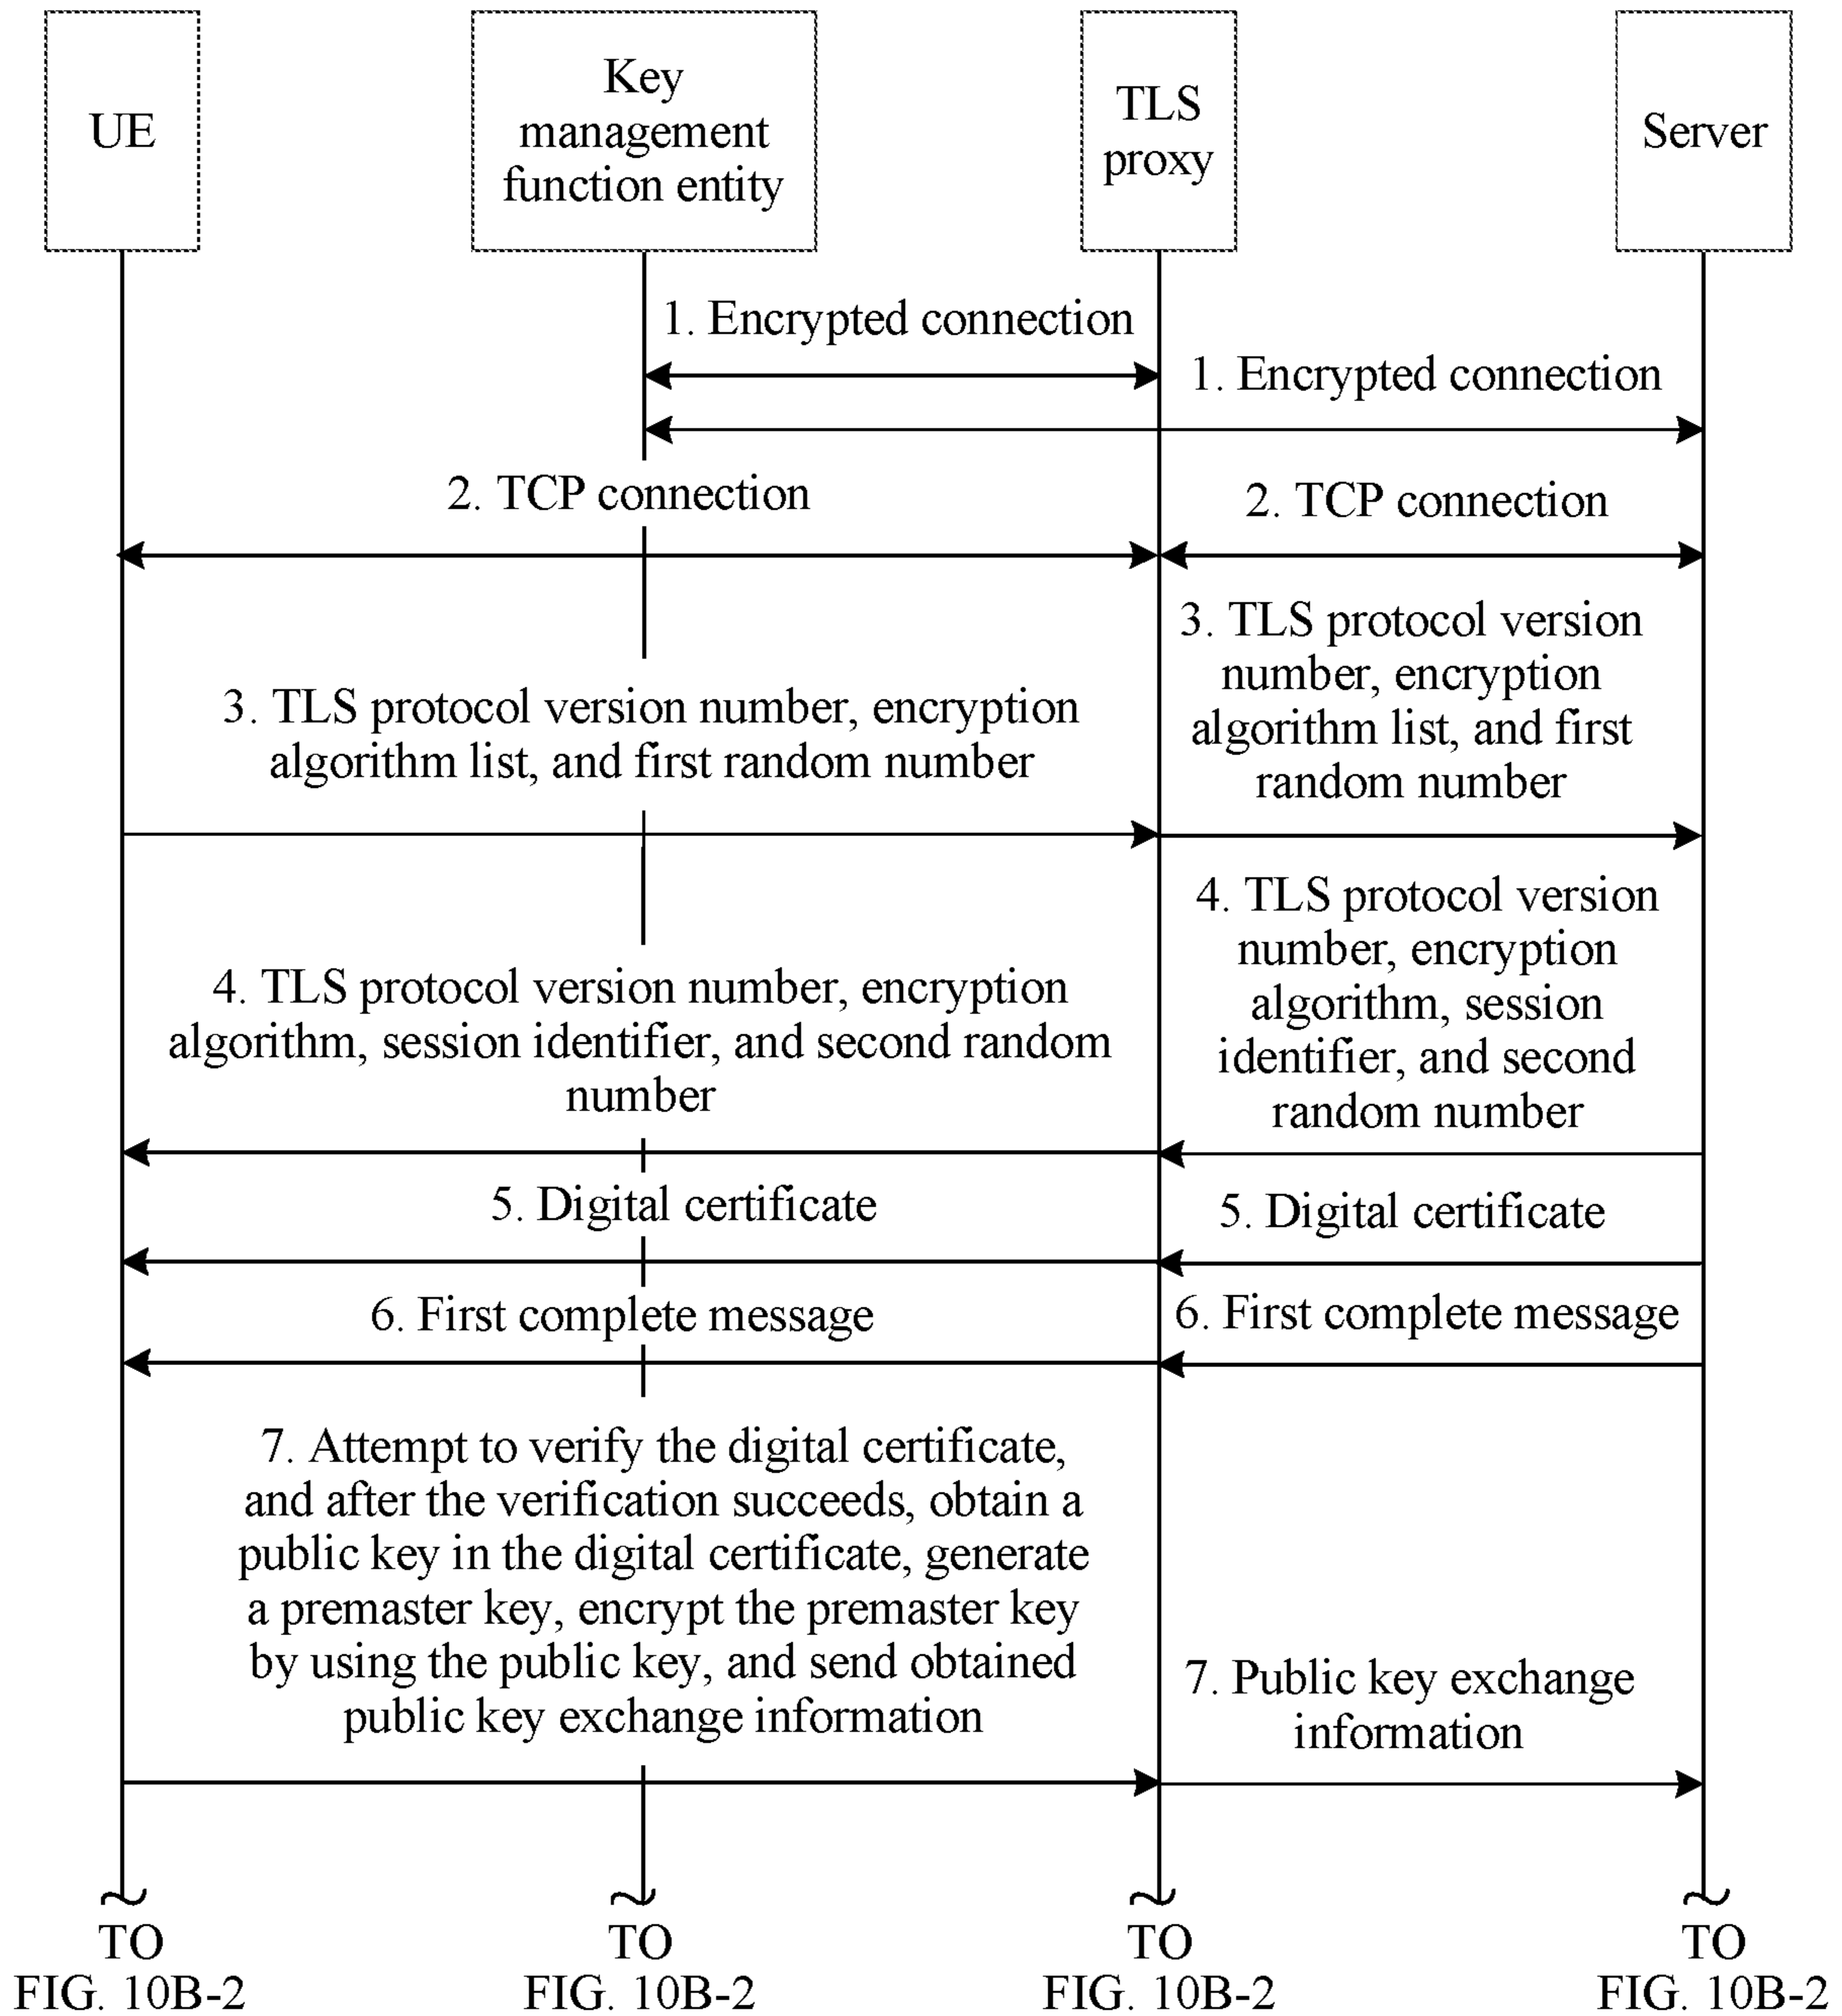 UE
Key
management
function entity
TLS
proxy
Server
1. Encrypted connection
1. Encrypted connection
2. TCP connection
2. TCP connection
3. TLS protocol version number, encryption
algorithm list, and first random number
3. TLS protocol version
number, encryption
algorithm list, and first
random number
4. TLS protocol version number, encryption
algorithm, session identifier, and second random
number
4. TLS protocol version
number, encryption
algorithm, session
identifier, and second
random number
5. Digital certificate
5. Digital certificate
6. First complete message
6. First complete message
7. Attempt to verify the digital certificate,
and after the verification succeeds, obtain a
public key in the digital certificate, generate
a premaster key, encrypt the premaster key
by using the public key, and send obtained
public key exchange information
7. Public key exchange
information
TO
FIG. 10B-2
TO
FIG. 10B-2
TO
FIG. 10B-2
TO
FIG. 10B-2